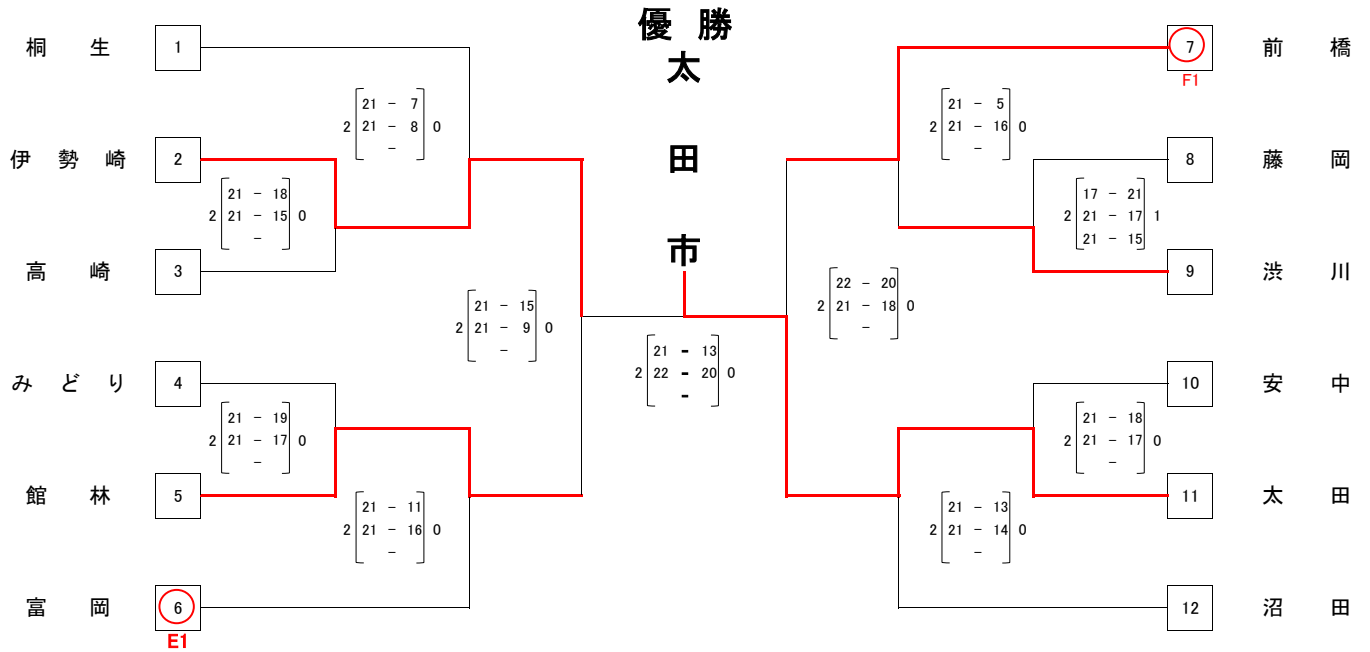 優 勝
太
田
市
桐 生 1
2 21 - 7 0
21 - 8
-
伊 勢 崎 2
2 21 - 18 0
21 - 15
-
高 崎 3
2 21 - 15 0
21 - 9
-
みどり 4
2 21 - 19 0
21 - 17
-
館 林 5
2 21 - 11 0
21 - 16
-
富 岡 6
E1
2 21 - 13 0
22 - 20
-
7 前 橋
F1
2 21 - 5 0
21 - 16
-
8 藤 岡
2 17 - 21 1
21 - 17
21 - 15
9 渋 川
2 22 - 20 0
21 - 18
-
10 安 中
2 21 - 18 0
21 - 17
-
11 太 田
2 21 - 13 0
21 - 14
-
12 沼 田